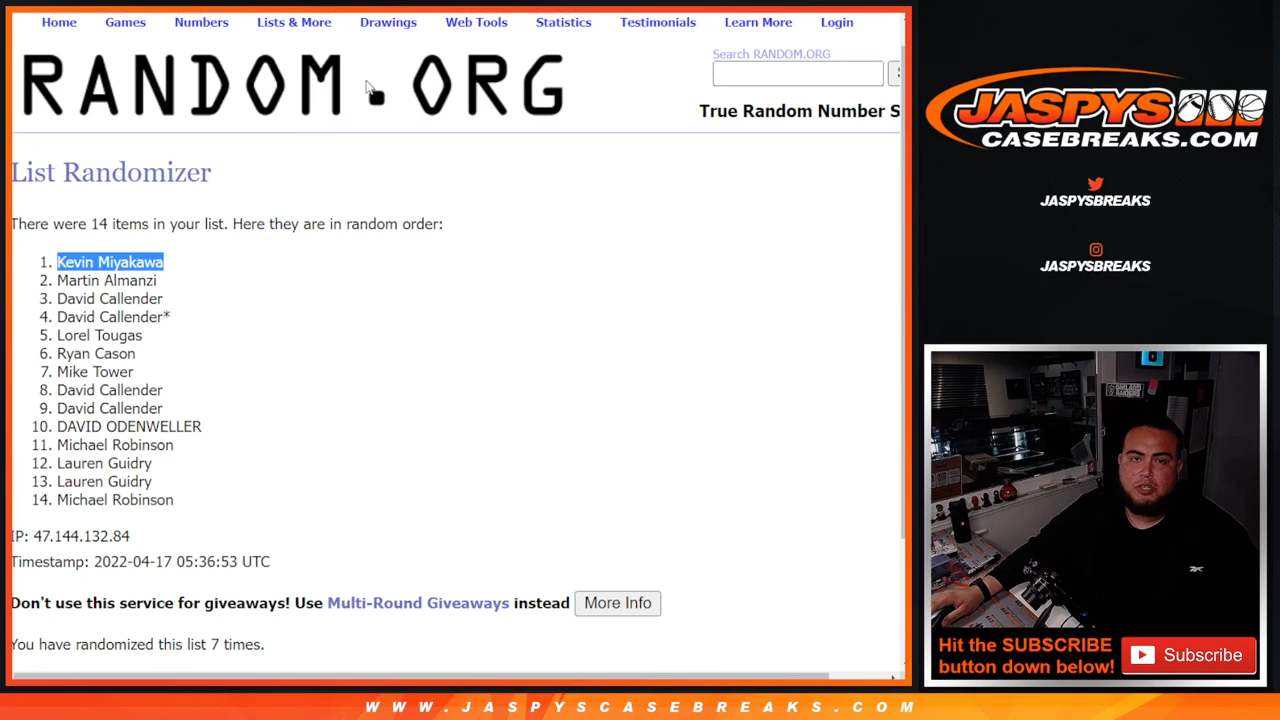 Home Games Numbers Lists & More Drawings Web Tools Statistics Testimonials Learn More Login
RANDOM.ORG
Search RANDOM.ORG
True Random Number S
List Randomizer
There were 14 items in your list. Here they are in random order:
1. Kevin Miyakawa
2. Martin Almanzi
3. David Callender
4. David Callender*
5. Lorel Tougas
6. Ryan Cason
7. Mike Tower
8. David Callender
9. David Callender
10. DAVID ODENWELLER
11. Michael Robinson
12. Lauren Guidry
13. Lauren Guidry
14. Michael Robinson
IP: 47.144.132.84
Timestamp: 2022-04-17 05:36:53 UTC
Don't use this service for giveaways! Use Multi-Round Giveaways instead More Info
You have randomized this list 7 times.
JASPYS
CASEBREAKS.COM
JASPYSBREAKS
JASPYSBREAKS
OAKLAND
RAIDERS
Hit the SUBSCRIBE
button down below!
Subscribe
WWW.JASPYSCASEBREAKS.COM